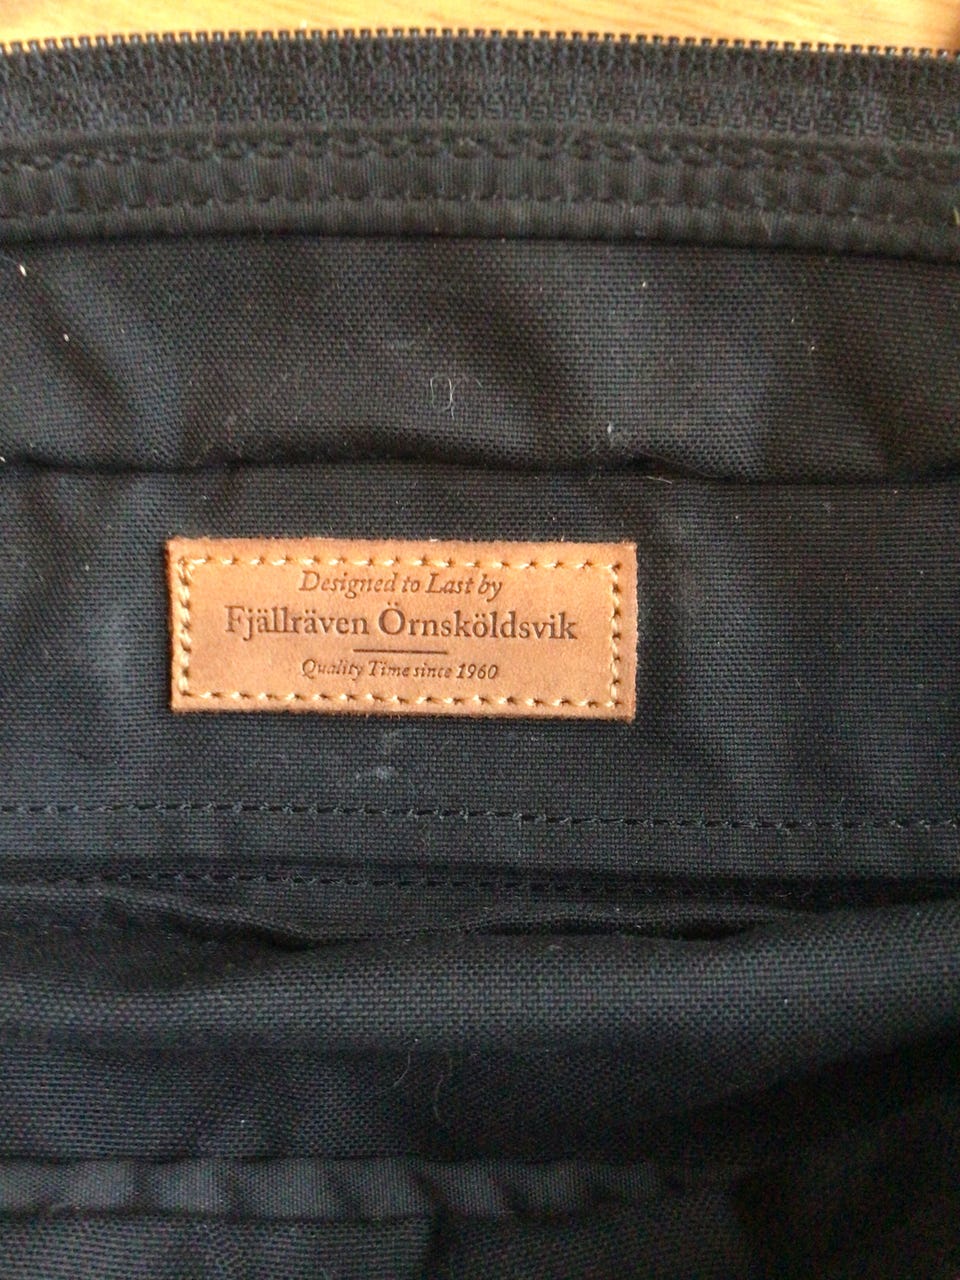 Designed to Last by
Fjällräven Örnsköldsvik
Quality Time since 1960